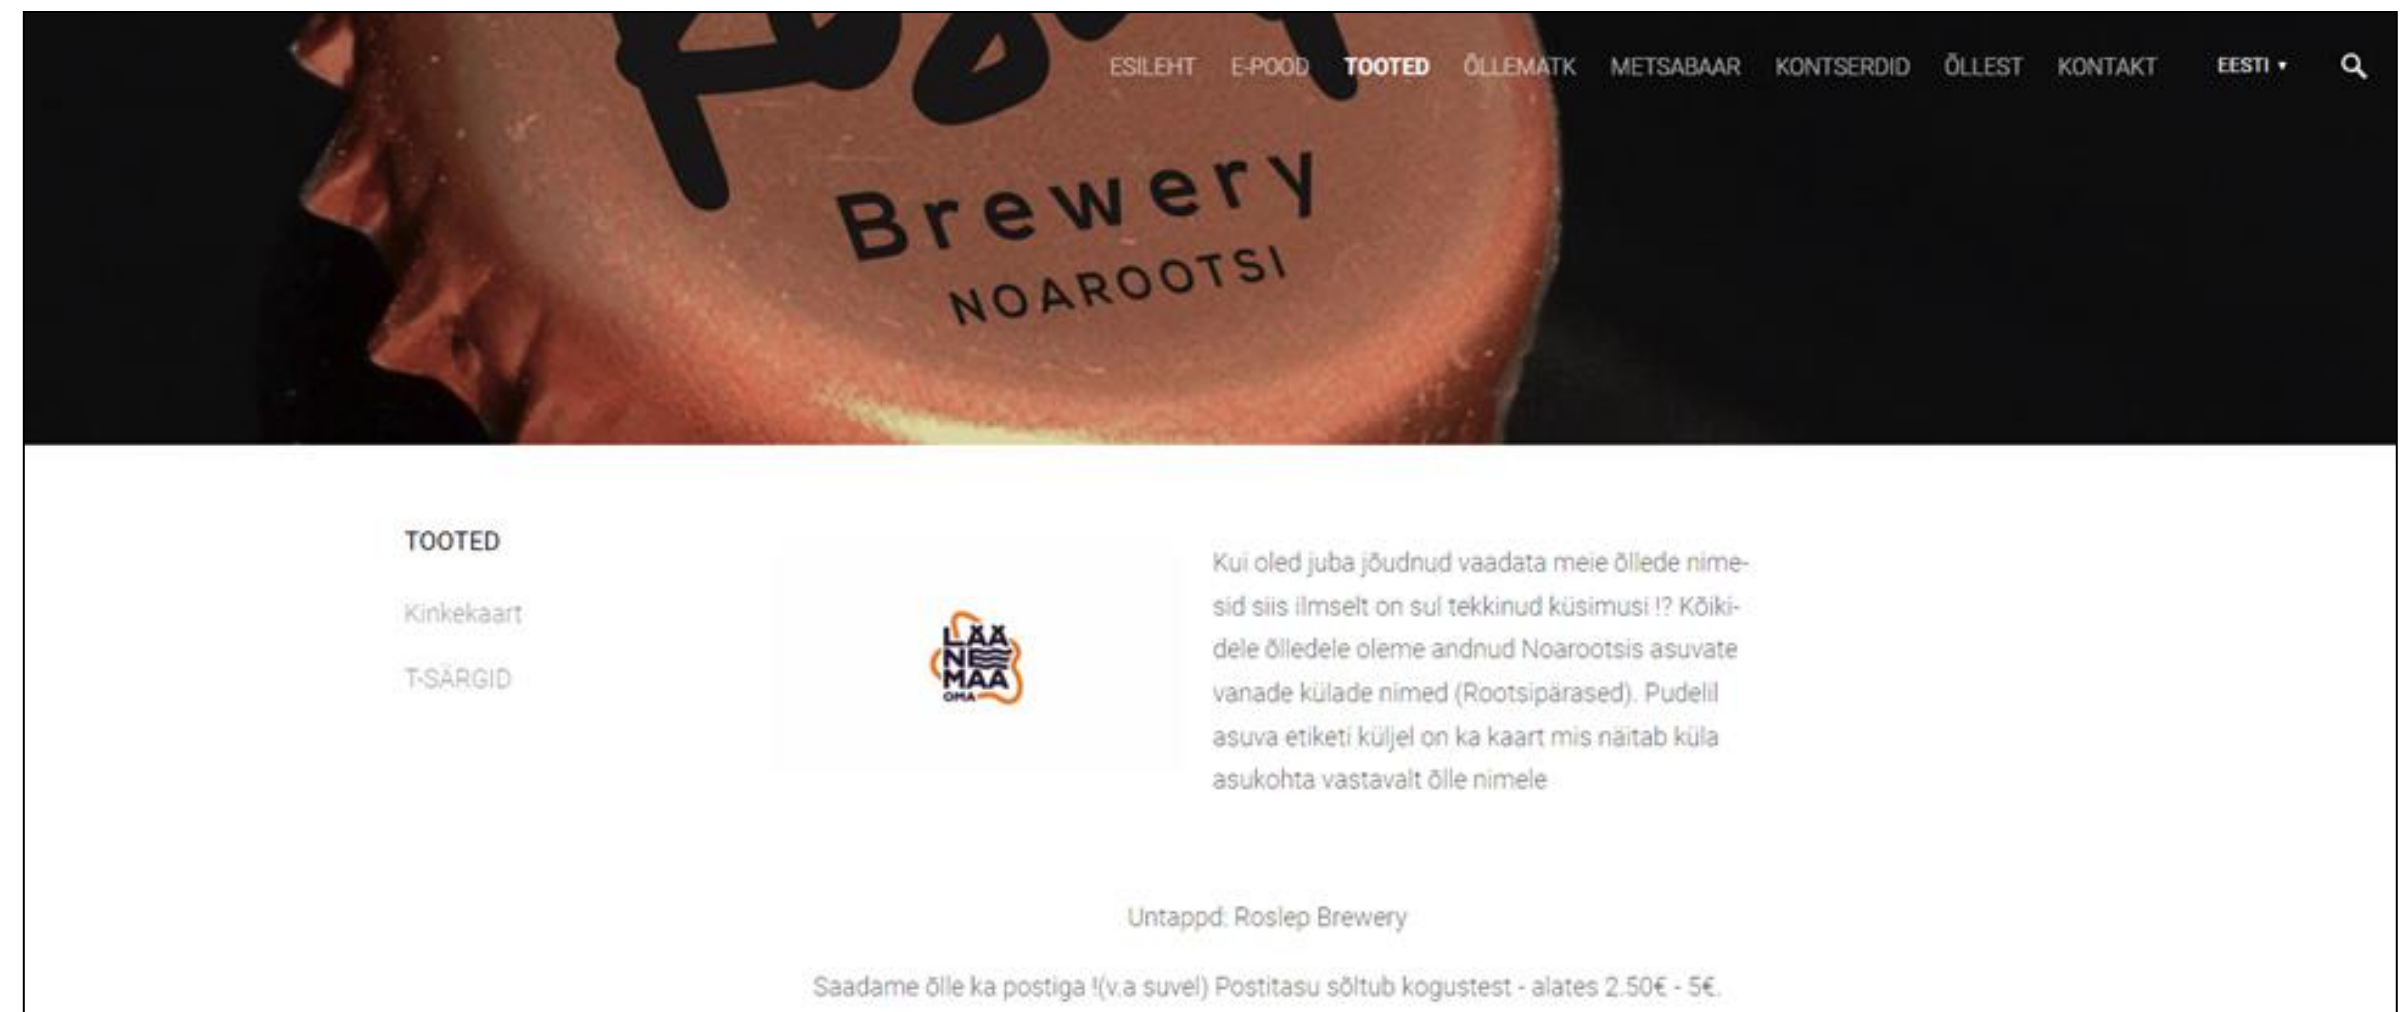 ESILEHT E-POOD TOOTED ÕLLEMATK METSABAAR KONTSERDID ÕLLEST KONTAKT EESTI ▾
Brewery
NOAROOTSI
TOOTED
Kinkekaart
T-SÄRGID
LÄÄ
NE
MAA
OMA
Kui oled juba jõudnud vaadata meie õllede nime-
sid siis ilmselt on sul tekkinud küsimusi !? Kõiki-
dele õlledele oleme andnud Noarootsis asuvate
vanade külade nimed (Rootsipärased). Pudelil
asuva etiketi küljel on ka kaart mis näitab küla
asukohta vastavalt õlle nimele
Untappd: Roslep Brewery
Saadame õlle ka postiga !(v.a suvel) Postitasu sõltub kogustest - alates 2.50€ - 5€.